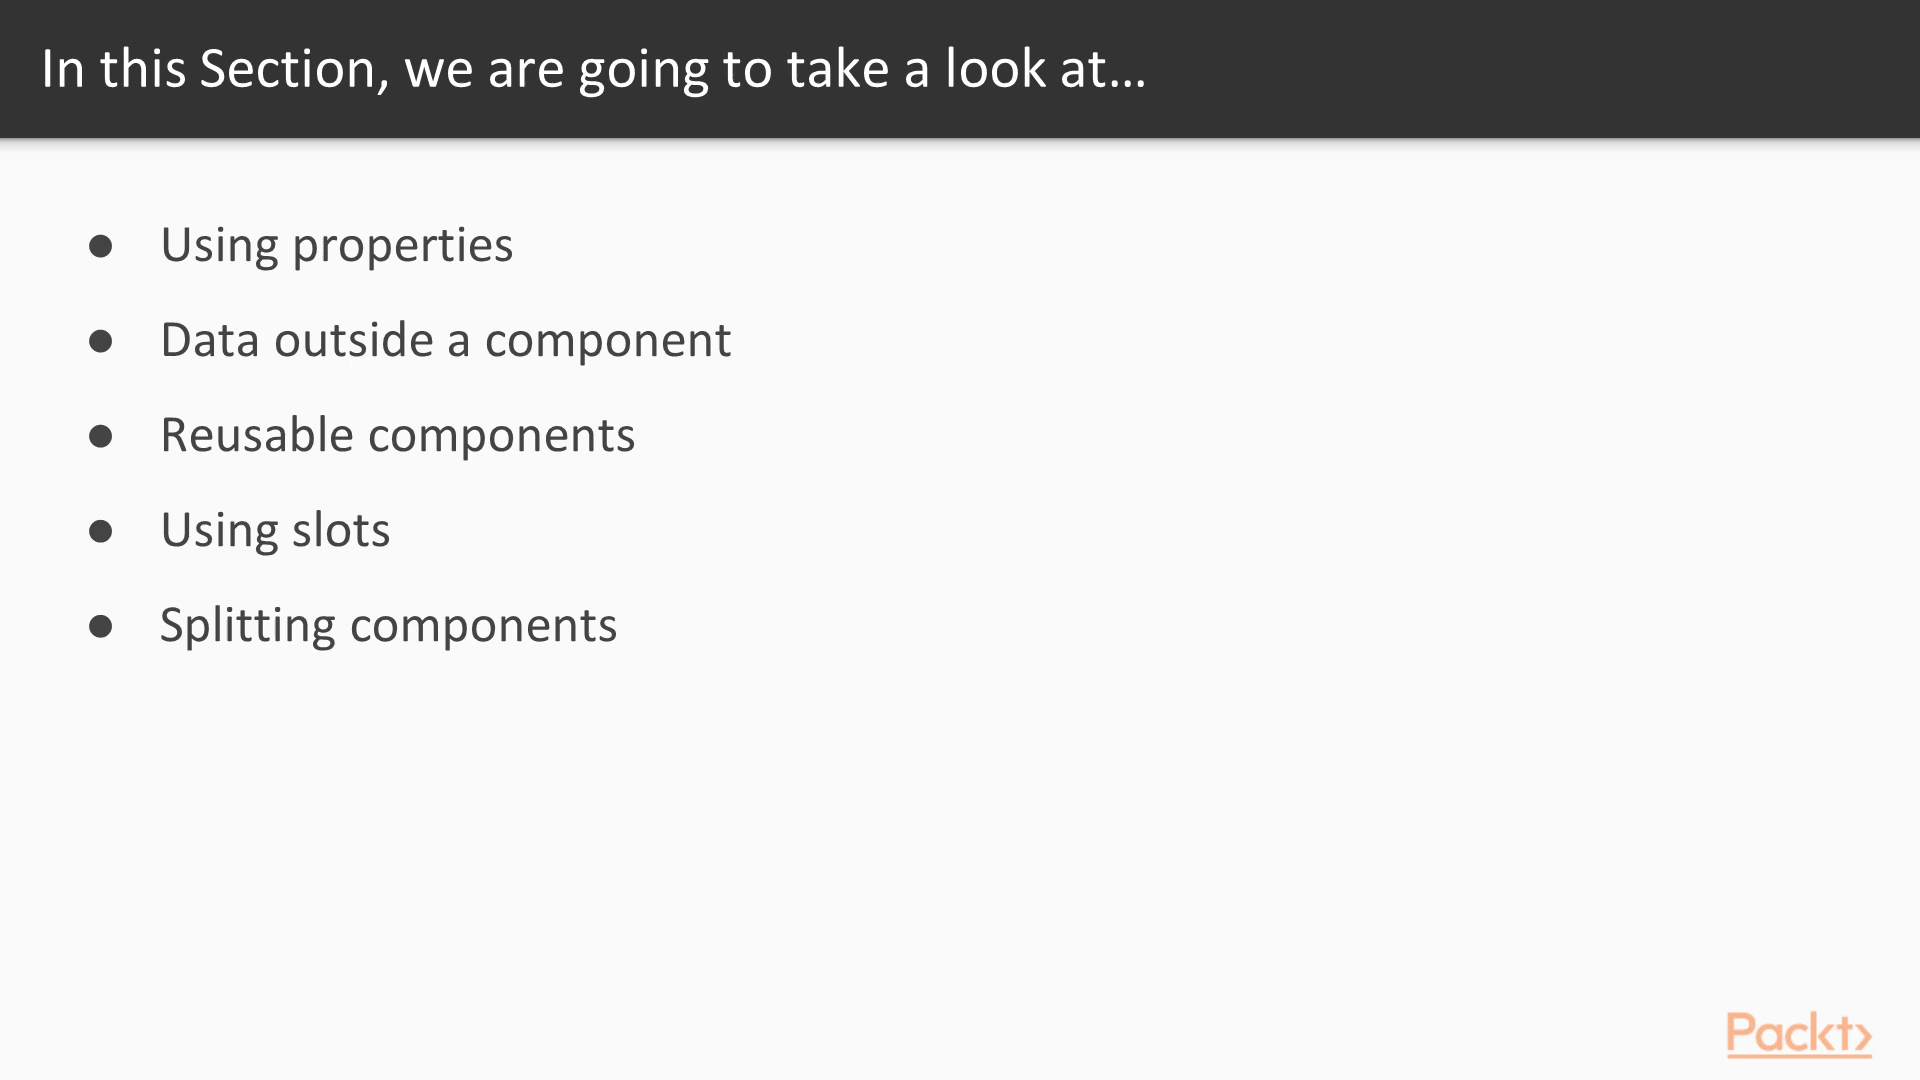 In this Section, we are going to take a look at...
● Using properties
● Data outside a component
● Reusable components
● Using slots
● Splitting components
Packt>